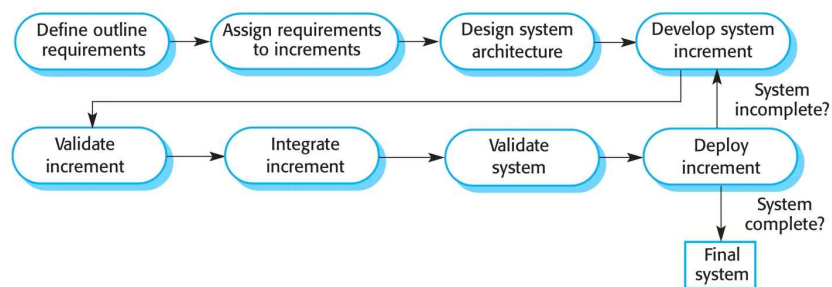 Define outline
requirements
Assign requirements
to increments
Design system
architecture
Develop system
increment
System
incomplete?
Validate
increment
Integrate
increment
Validate
system
Deploy
increment
System
complete?
Final
system